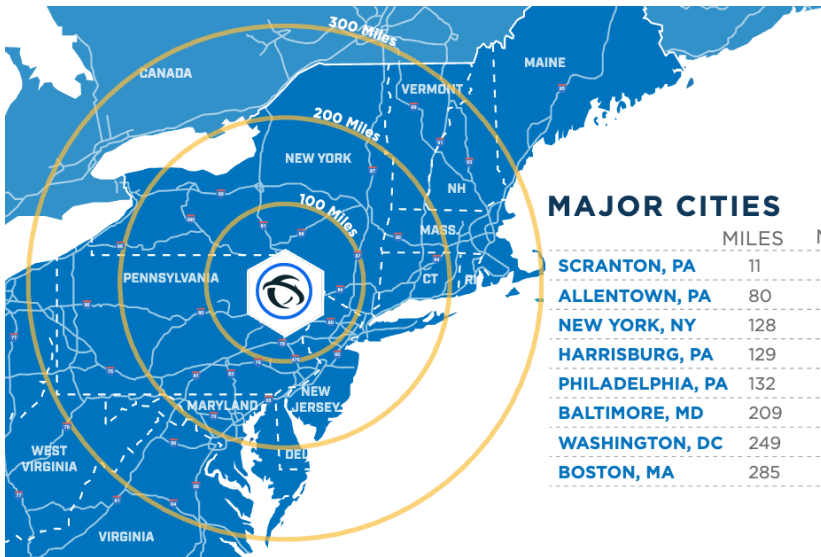 300 Miles
CANADA
MAINE
VERMONT
200 Miles
NEW YORK
NH
100 Miles
MASS.
PENNSYLVANIA
CT
RI
MARYLAND
NEW
JERSEY
DEL
WEST
VIRGINIA
VIRGINIA
MAJOR CITIES
MILES
SCRANTON, PA 11
ALLENTOWN, PA 80
NEW YORK, NY 128
HARRISBURG, PA 129
PHILADELPHIA, PA 132
BALTIMORE, MD 209
WASHINGTON, DC 249
BOSTON, MA 285